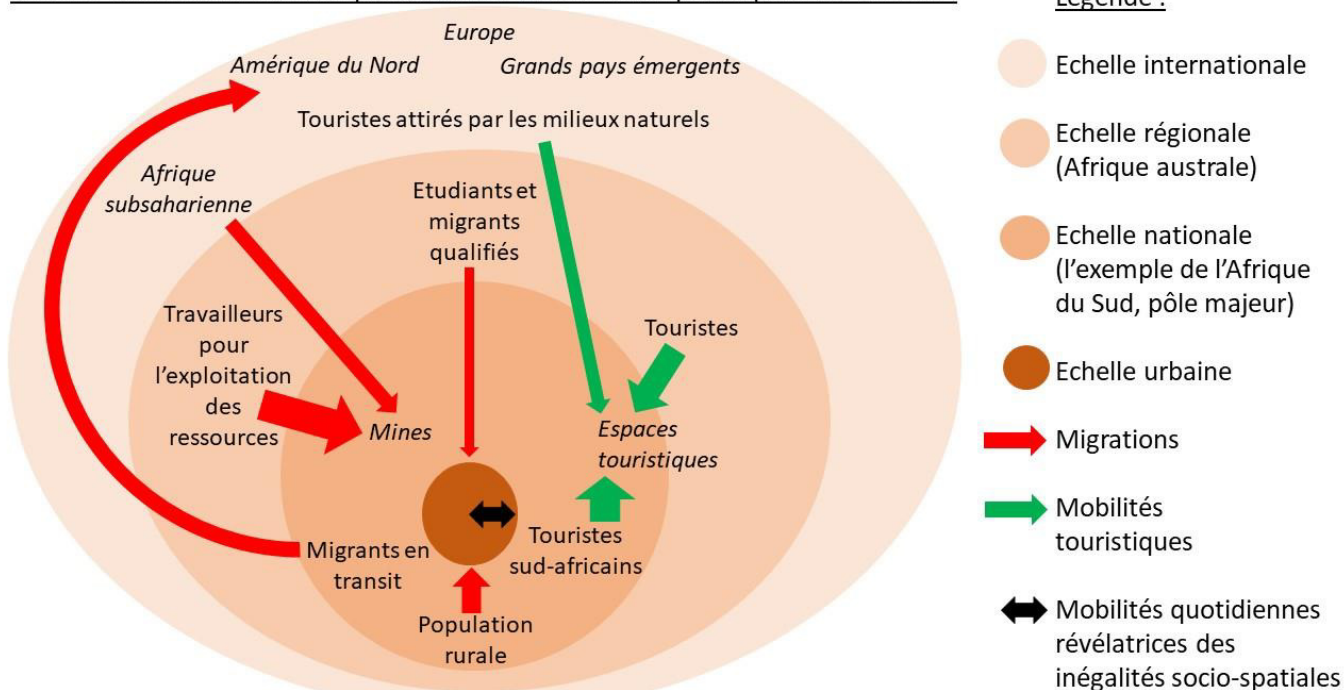 Légende :
Europe
Amérique du Nord
Grands pays émergents
Touristes attirés par les milieux naturels
Afrique
subsaharienne
Etudiants et
migrants
qualifiés
Travailleurs
pour
l'exploitation
des
ressources
Touristes
Mines
Espaces
touristiques
Migrants en
transit
Touristes
sud-africains
Population
rurale
Echelle internationale
Echelle régionale
(Afrique australe)
Echelle nationale
(l'exemple de l'Afrique
du Sud, pôle majeur)
Echelle urbaine
Migrations
Mobilités
touristiques
Mobilités quotidiennes
révélatrices des
inégalités socio-spatiales